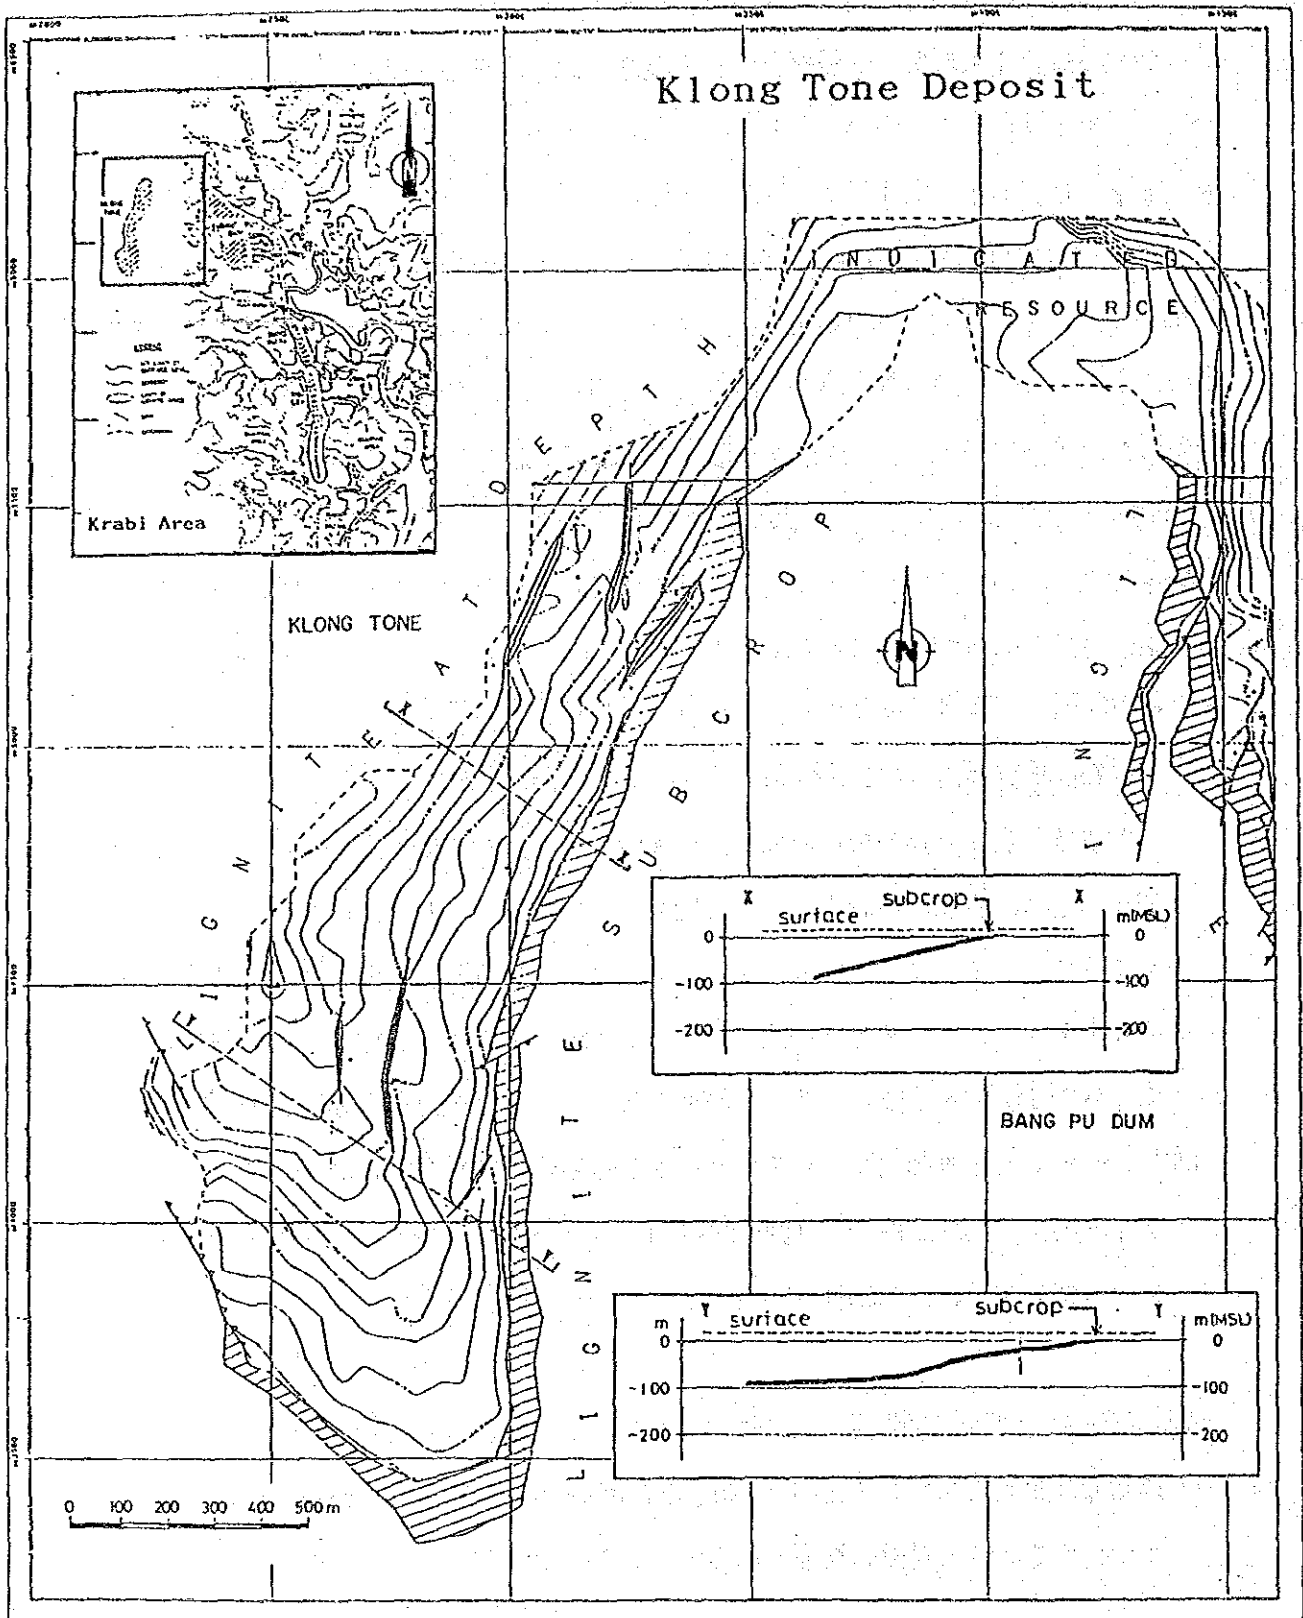 Klong Tone Deposit
Krabi Area
INDICATED
RESOURCE
KLONG TONE
LIGNITE AT DEPTH
LIGNITE SUBCROP
LIGNITE
N
X
X
Y
Y
BANG PU DUM
X
subcrop
X
surface
m(MSL)
0
0
-100
-100
-200
-200
Y
subcrop
Y
m
surface
m(MSL)
0
0
-100
-100
-200
-200
0 100 200 300 400 500 m